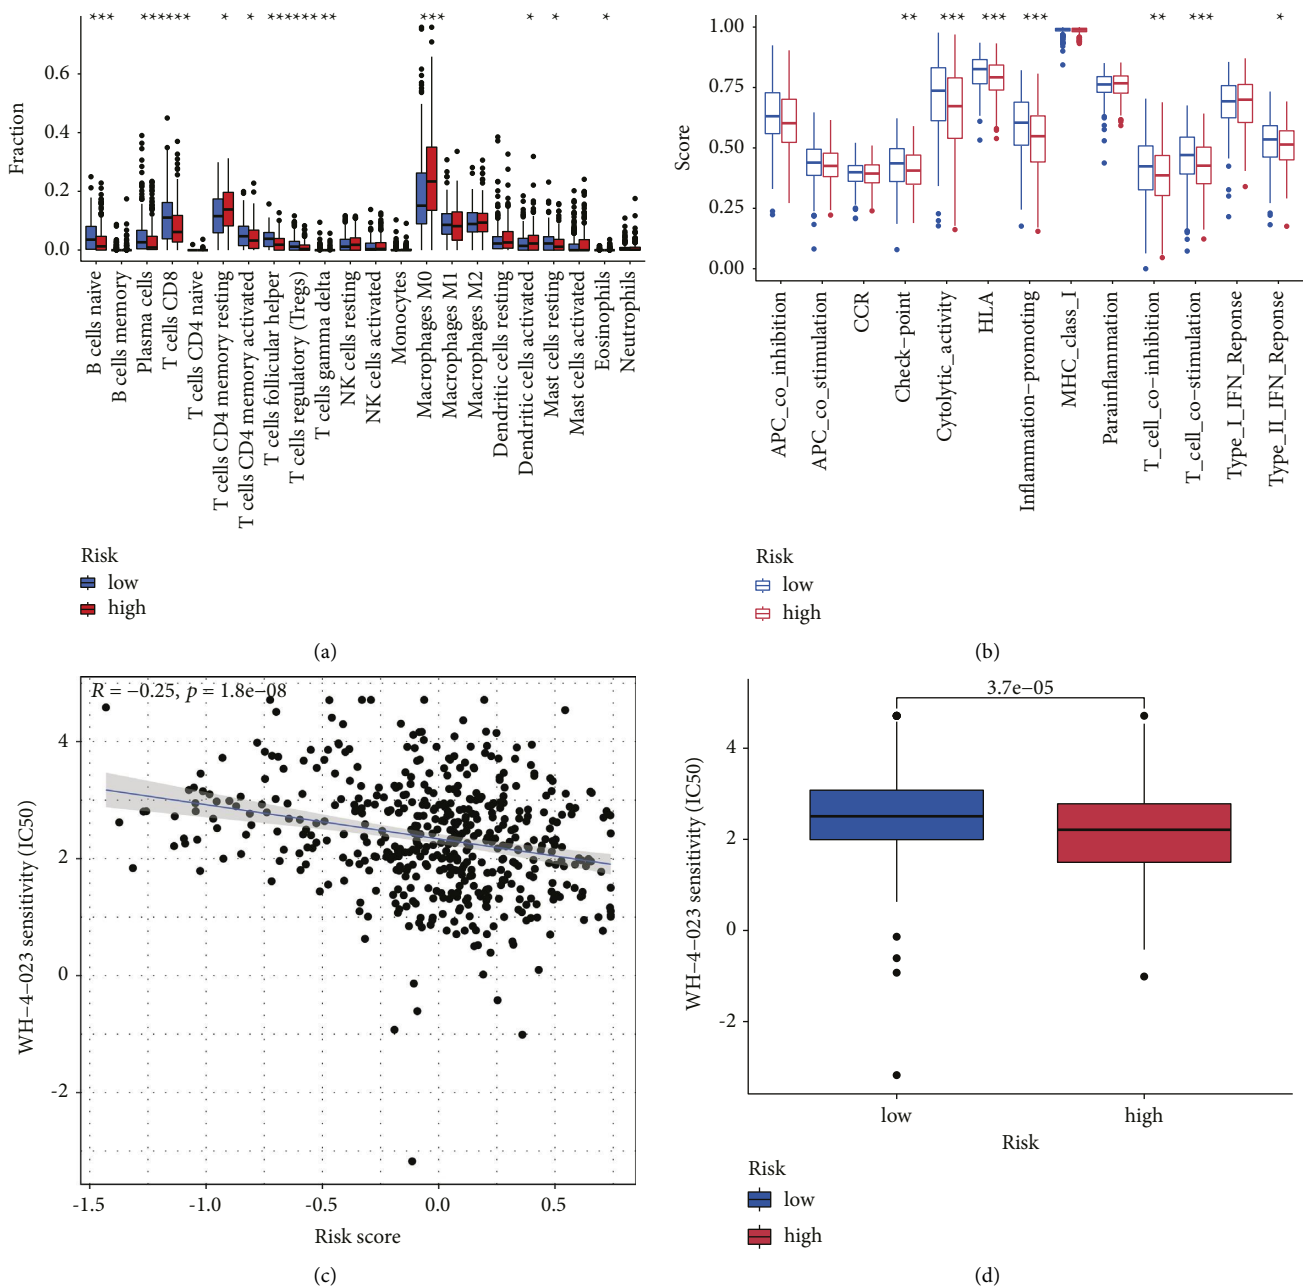 **** * ******** * * ******** ** * *** * * *
Fraction
0.6
0.4
0.2
0.0
B cells naive
B cells memory
Plasma cells
T cells CD8
T cells CD4 naive
T cells CD4 memory resting
T cells CD4 memory activated
T cells follicular helper
T cells regulatory (Tregs)
T cells gamma delta
NK cells resting
NK cells activated
Monocytes
Macrophages M0
Macrophages M1
Macrophages M2
Dendritic cells resting
Dendritic cells activated
Mast cells resting
Mast cells activated
Eosinophils
Neutrophils
Risk
low
high
(a)
** *** *** *** ** *** *
Score
1.00
0.75
0.50
0.25
0.00
APC_co_inhibition
APC_co_stimulation
CCR
Check-point
Cytolytic_activity
HLA
Inflammation-promoting
MHC_class_I
Parainflammation
T_cell_co-inhibition
T_cell_co-stimulation
Type_I_IFN_Reponse
Type_II_IFN_Reponse
Risk
low
high
(b)
R = −0.25, p = 1.8e−08
WH−4−023 sensitivity (IC50)
4
2
0
-2
-1.5 -1.0 -0.5 0.0 0.5
Risk score
(c)
3.7e−05
WH−4−023 sensitivity (IC50)
4
2
0
-2
low high
Risk
Risk
low
high
(d)